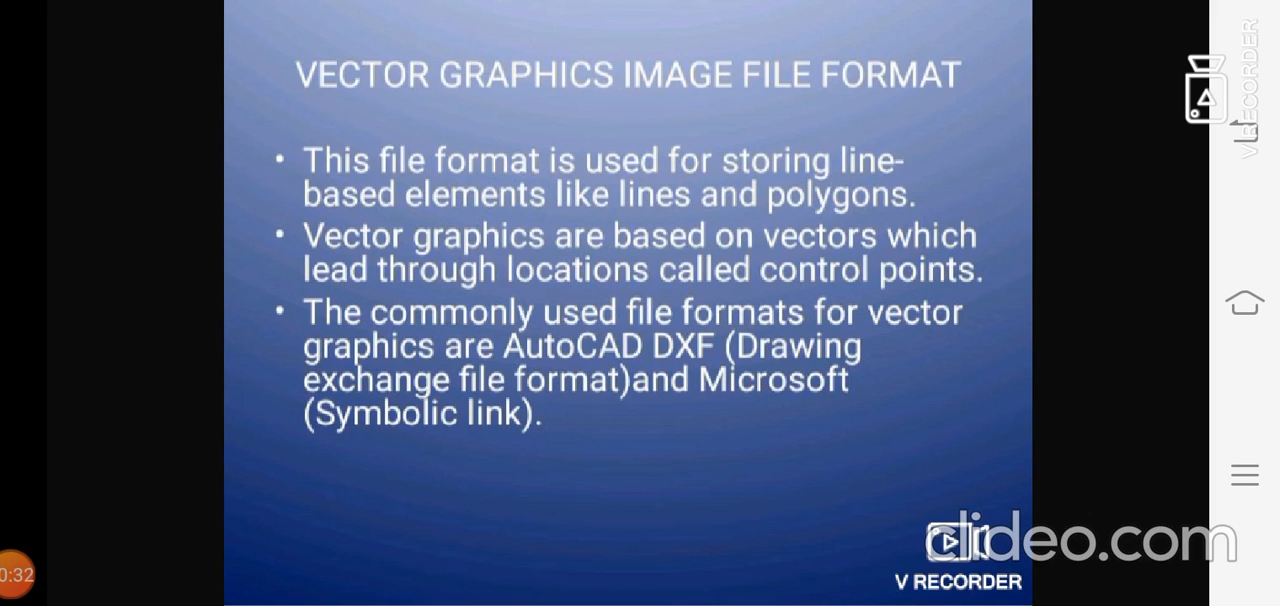 VECTOR GRAPHICS IMAGE FILE FORMAT
• This file format is used for storing line-
based elements like lines and polygons.
• Vector graphics are based on vectors which
lead through locations called control points.
• The commonly used file formats for vector
graphics are AutoCAD DXF (Drawing
exchange file format)and Microsoft
(Symbolic link).
V RECORDER
clideo.com
V RECORDER
0:32